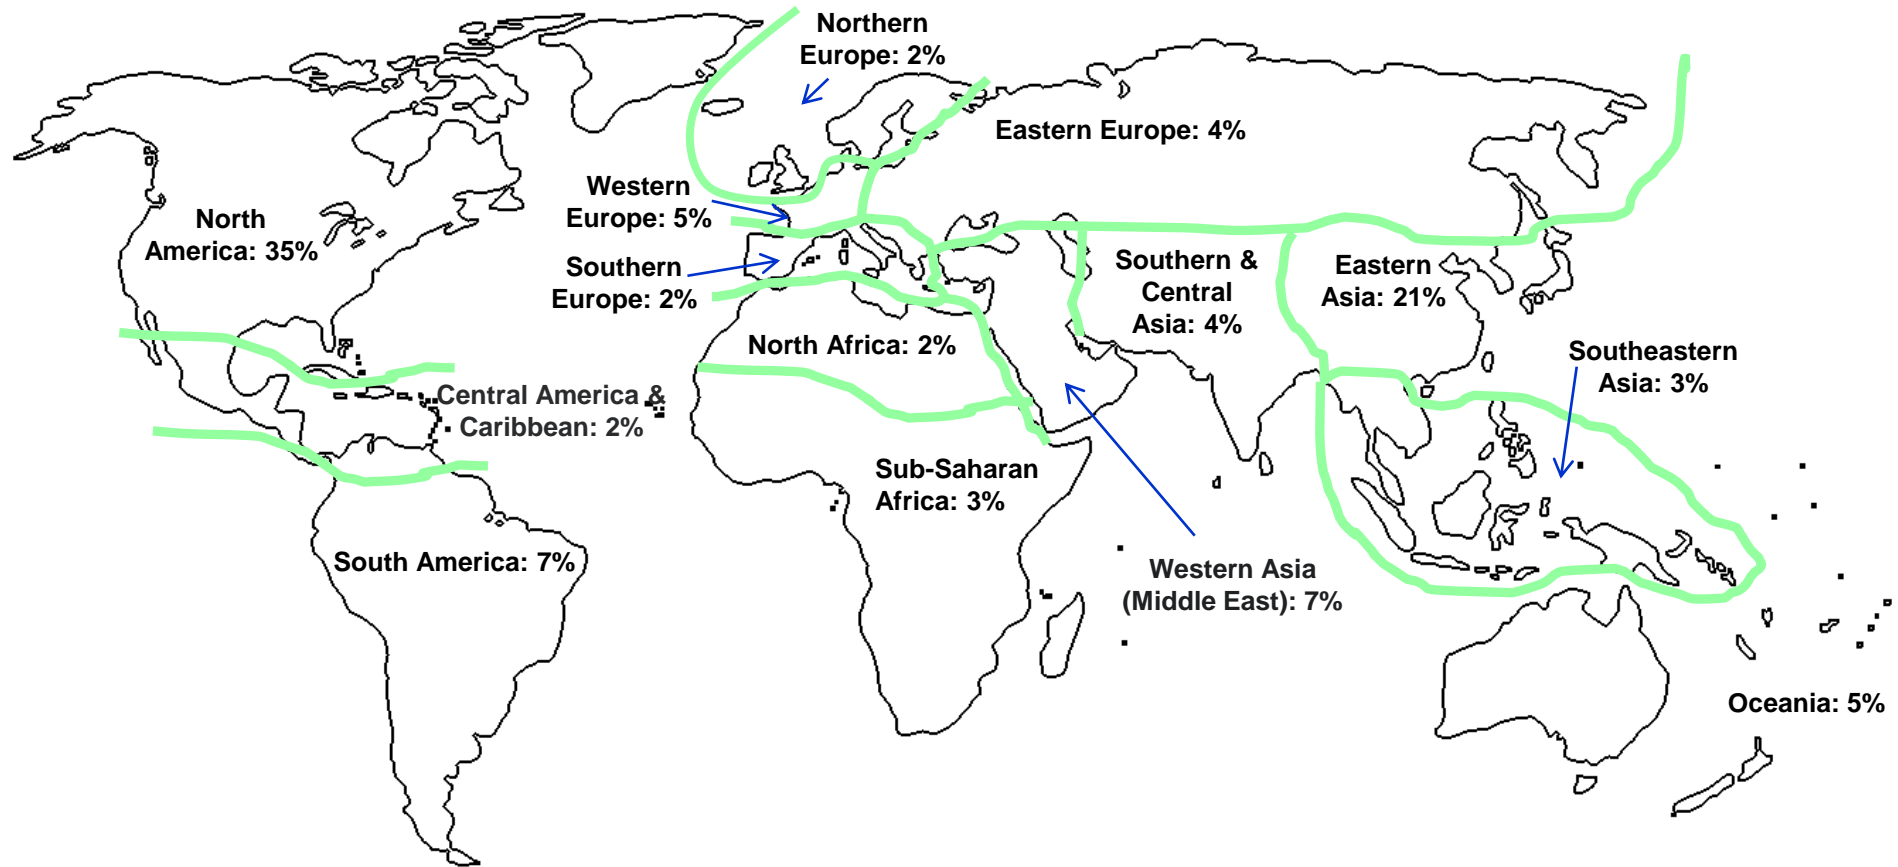 Northern
Europe: 2%
Eastern Europe: 4%
Western
Europe: 5%
North
America: 35%
Southern
Europe: 2%
Southern &
Central
Asia: 4%
Eastern
Asia: 21%
North Africa: 2%
Southeastern
Asia: 3%
Central America &
Caribbean: 2%
Sub-Saharan
Africa: 3%
South America: 7%
Western Asia
(Middle East): 7%
Oceania: 5%